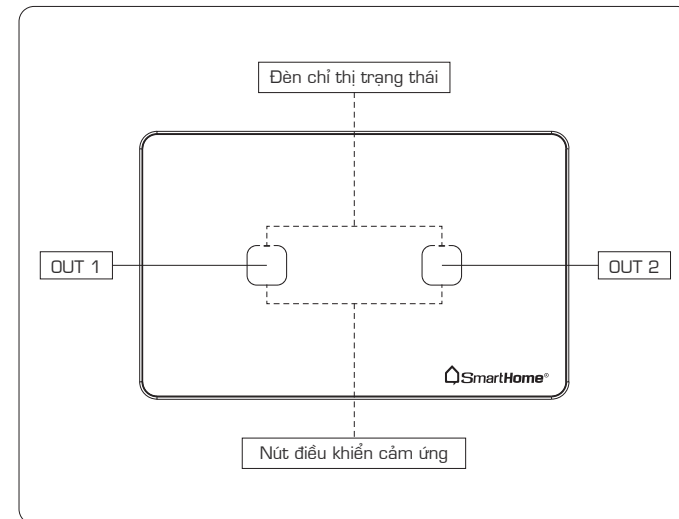 Đèn chỉ thị trạng thái
OUT 1
OUT 2
SmartHome®
Nút điều khiển cảm ứng